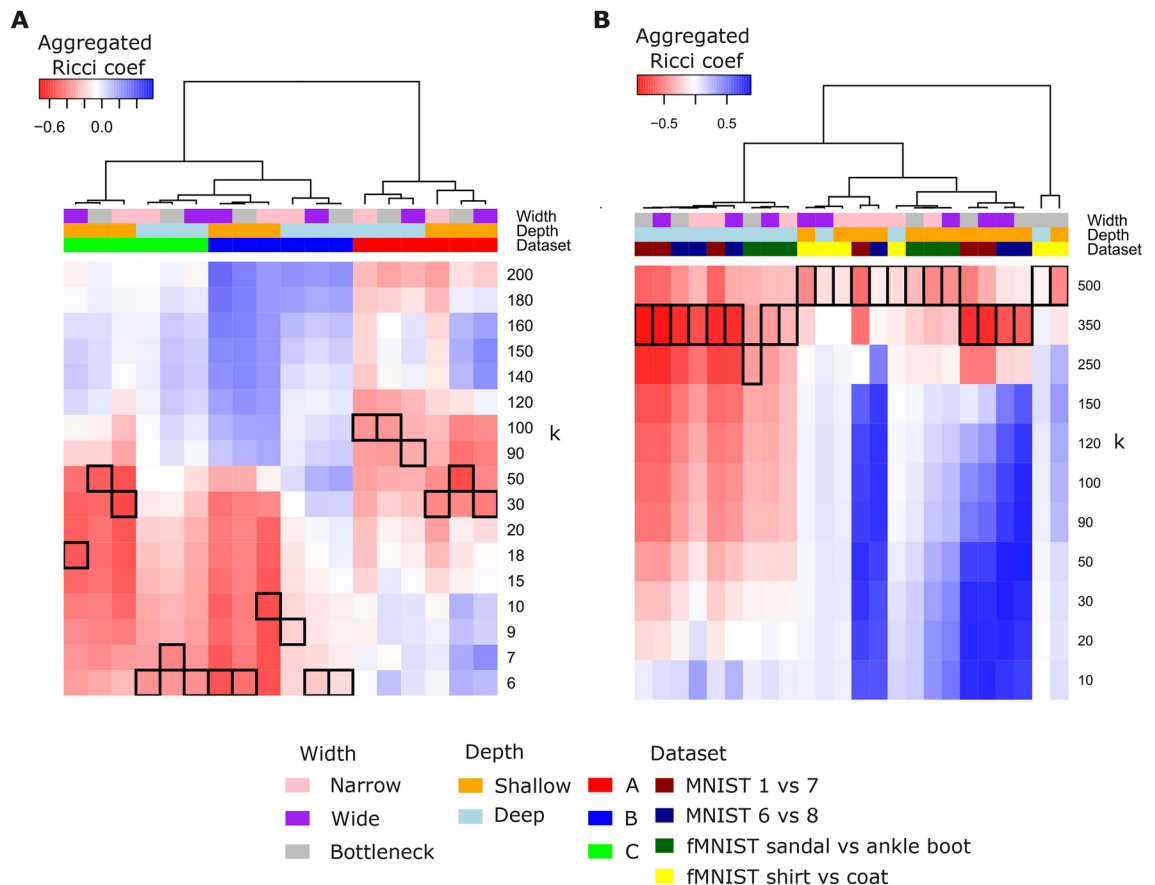 A
Aggregated
Ricci coef
−0.6 0.0
Width
Depth
Dataset
200
180
160
150
140
120
100
90
50
30
20
18
15
10
9
7
6
k
B
Aggregated
Ricci coef
−0.5 0.5
Width
Depth
Dataset
500
350
250
150
120
100
90
50
30
20
10
k
Width
Narrow
Wide
Bottleneck
Depth
Shallow
Deep
Dataset
A
B
C
MNIST 1 vs 7
MNIST 6 vs 8
fMNIST sandal vs ankle boot
fMNIST shirt vs coat